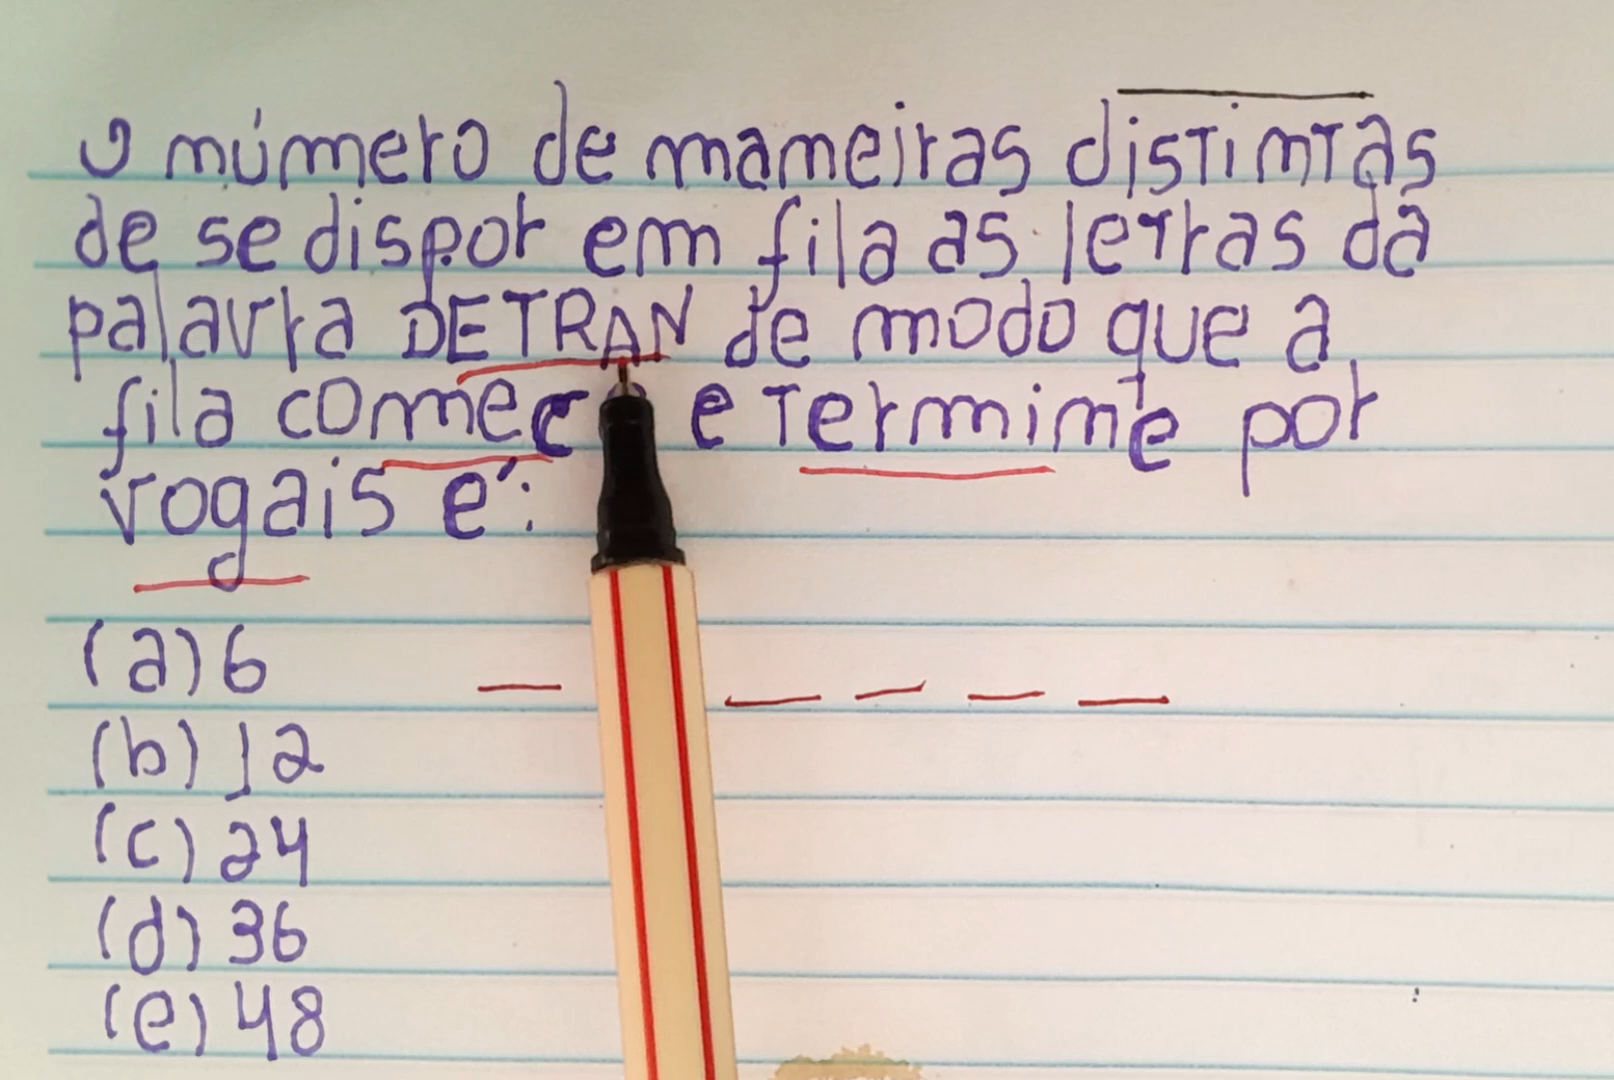 O número de maneiras distintas
de se dispor em fila as letras da
palavra DETRAN de modo que a
fila comec e termine por
vogais é:
(a) 6
(b) 12
(c) 24
(d) 36
(e) 48